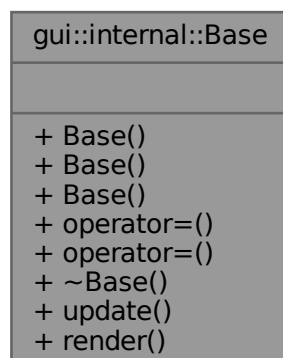 gui::internal::Base
+ Base()
+ Base()
+ Base()
+ operator=()
+ operator=()
+ ~Base()
+ update()
+ render()